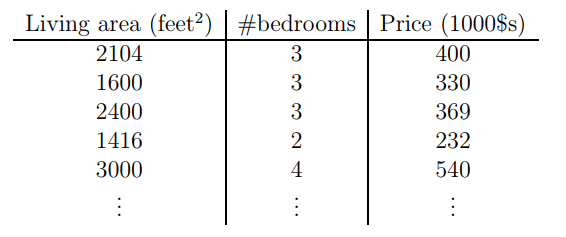 Living area (feet²) #bedrooms Price (1000$s)
2104 3 400
1600 3 330
2400 3 369
1416 2 232
3000 4 540
⋮ ⋮ ⋮